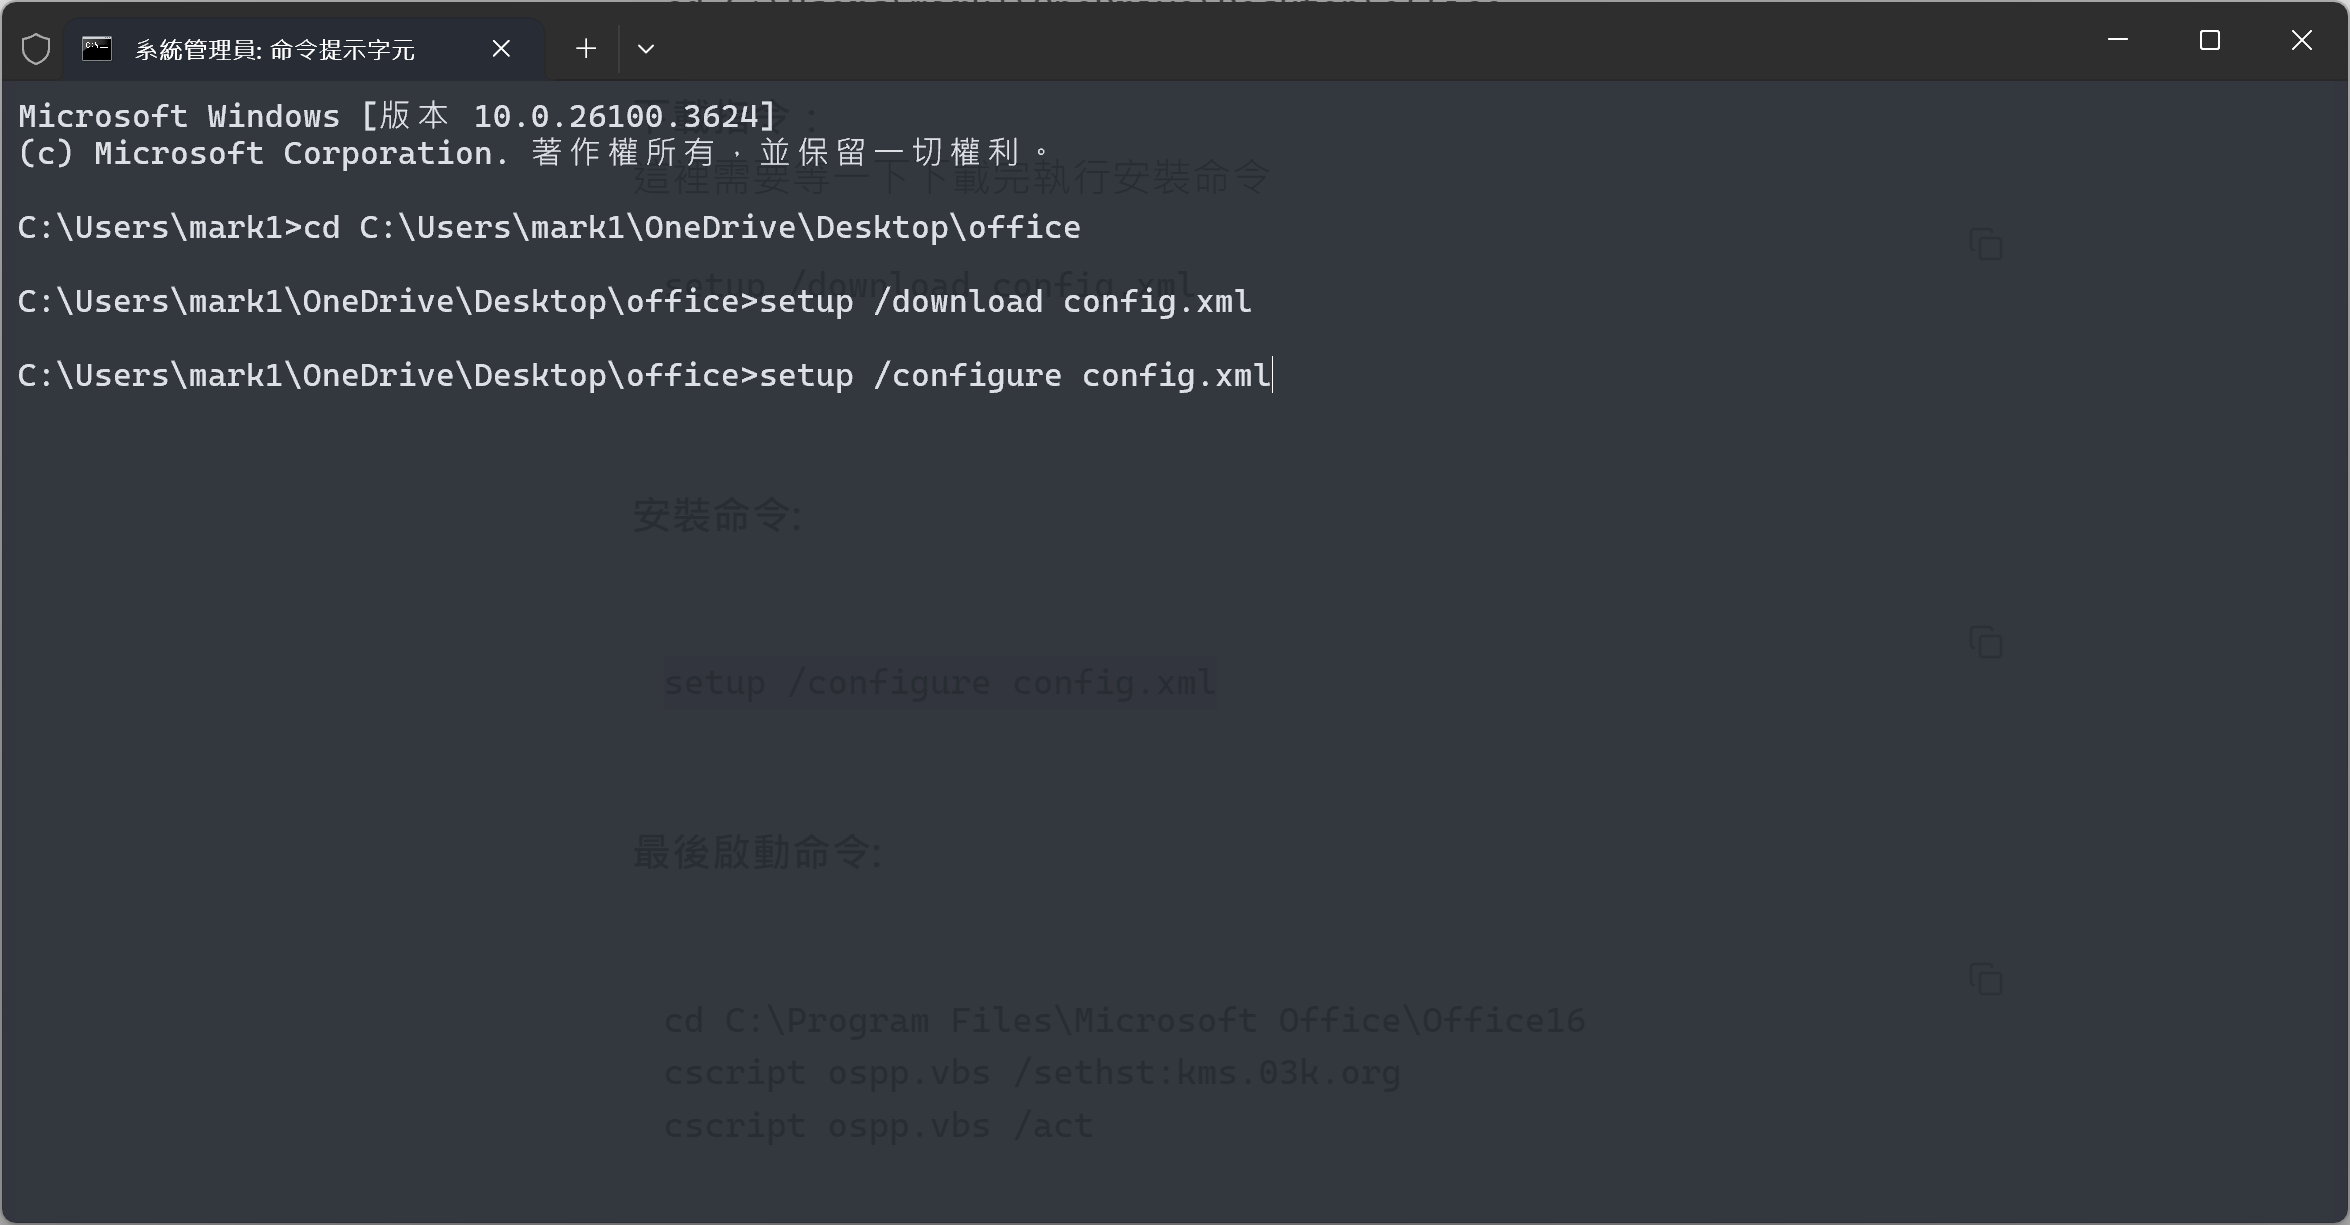 系統管理員: 命令提示字元
Microsoft Windows [版本 10.0.26100.3624]
(c) Microsoft Corporation. 著作權所有，並保留一切權利。
這裡需要等一下下載完執行安裝命令
C:\Users\mark1>cd C:\Users\mark1\OneDrive\Desktop\office
setup /download config.xml
C:\Users\mark1\OneDrive\Desktop\office>setup /download config.xml
C:\Users\mark1\OneDrive\Desktop\office>setup /configure config.xml
安裝命令:
setup /configure config.xml
最後啟動命令:
cd C:\Program Files\Microsoft Office\Office16
cscript ospp.vbs /sethst:kms.03k.org
cscript ospp.vbs /act